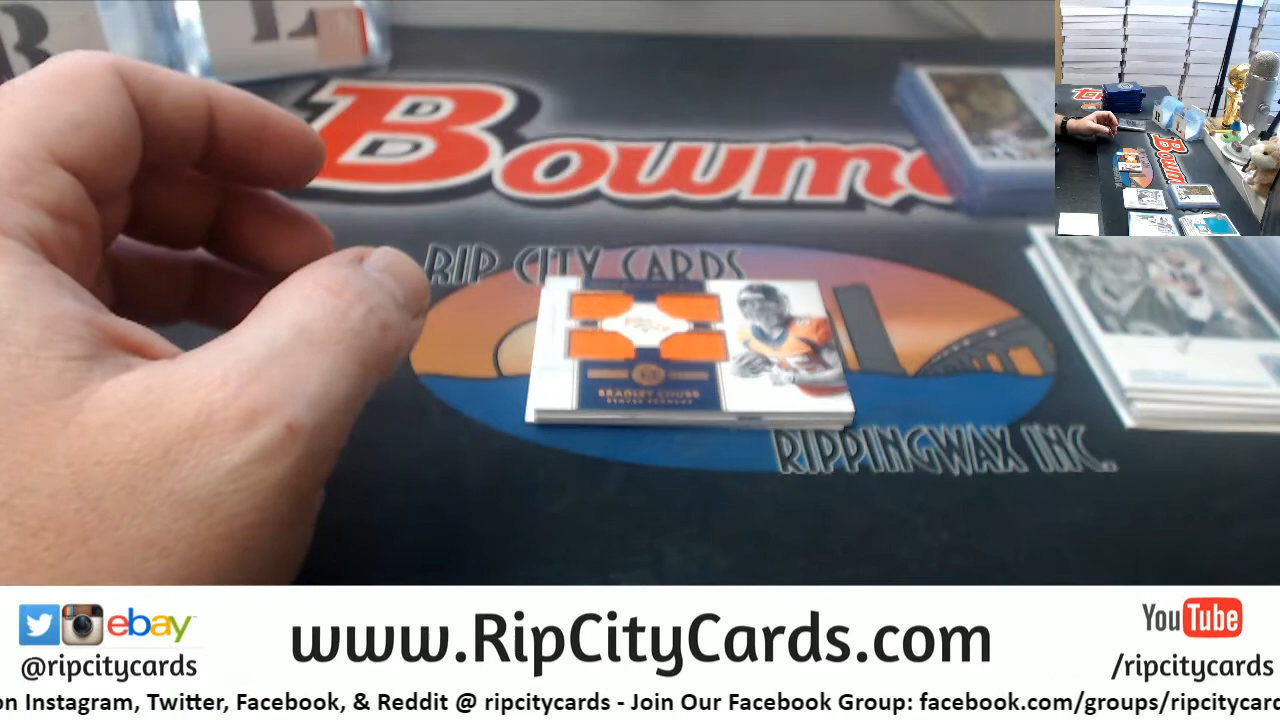 Bowm
RIP CITY CARDS
BRADLEY CHUBB
DENVER BRONCOS
RIPPINGWAX INC.
ebay
@ripcitycards
www.RipCityCards.com
YouTube
/ripcitycards
on Instagram, Twitter, Facebook, & Reddit @ ripcitycards - Join Our Facebook Group: facebook.com/groups/ripcitycard